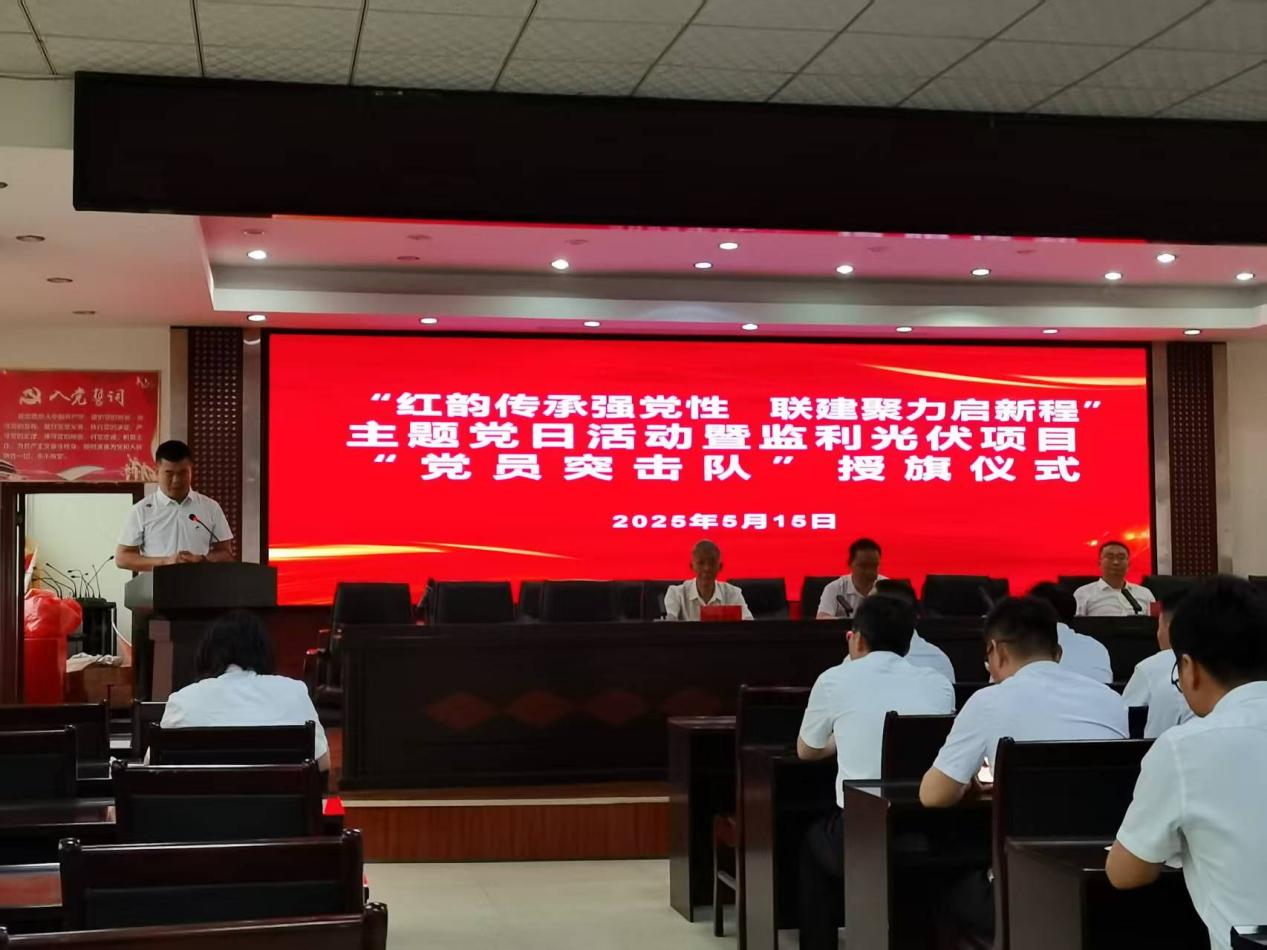 “红韵传承强党性 联建聚力启新程”
主题党日活动暨监利光伏项目
“党员突击队”授旗仪式
2025年5月15日
入党誓词